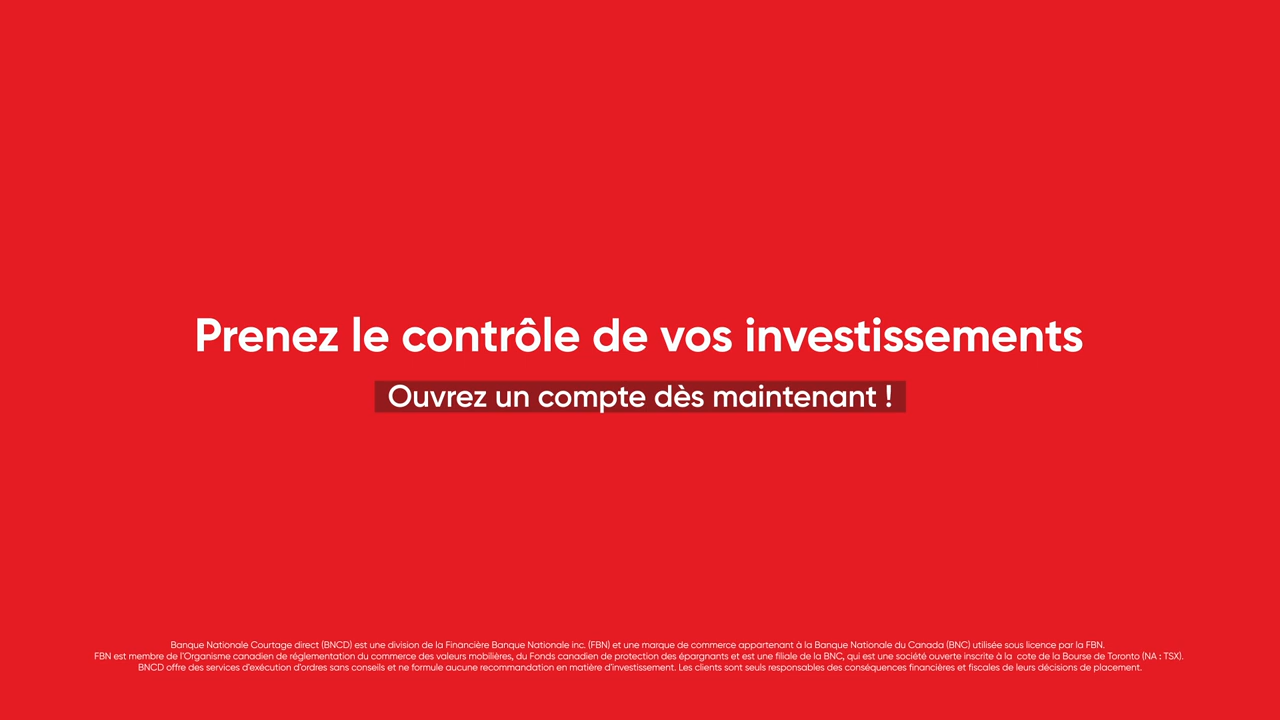 Prenez le contrôle de vos investissements
Ouvrez un compte dès maintenant !
Banque Nationale Courtage direct (BNCD) est une division de la Financière Banque Nationale inc. (FBN) et une marque de commerce appartenant à la Banque Nationale du Canada (BNC) utilisée sous licence par la FBN.
FBN est membre de l'Organisme canadien de réglementation du commerce des valeurs mobilières, du Fonds canadien de protection des épargnants et est une filiale de la BNC, qui est une société ouverte inscrite à la cote de la Bourse de Toronto (NA : TSX).
BNCD offre des services d'exécution d'ordres sans conseils et ne formule aucune recommandation en matière d'investissement. Les clients sont seuls responsables des conséquences financières et fiscales de leurs décisions de placement.